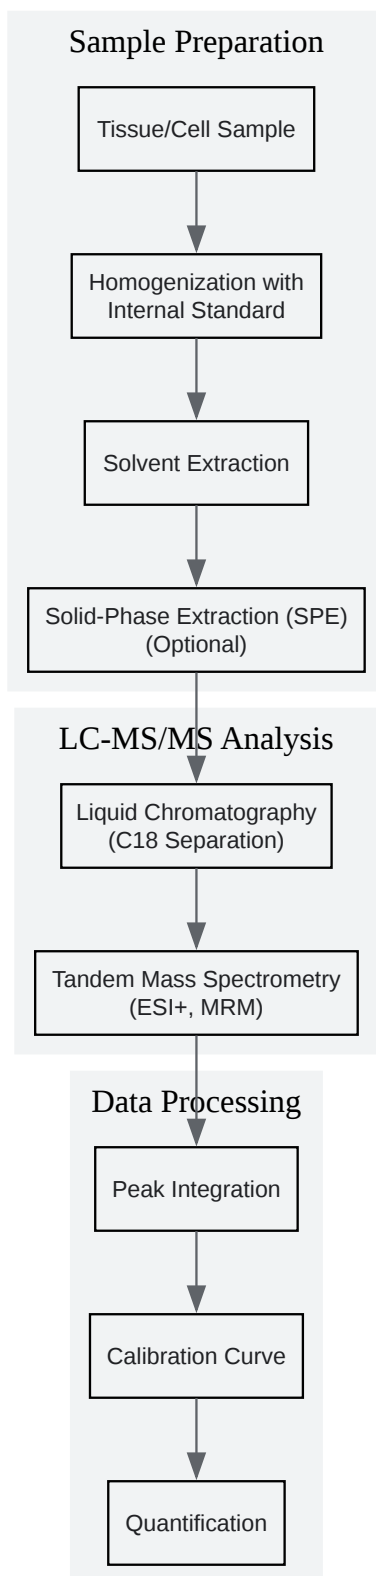 Sample Preparation
Tissue/Cell Sample
Homogenization with
Internal Standard
Solvent Extraction
Solid-Phase Extraction (SPE)
(Optional)
LC-MS/MS Analysis
Liquid Chromatography
(C18 Separation)
Tandem Mass Spectrometry
(ESI+, MRM)
Data Processing
Peak Integration
Calibration Curve
Quantification